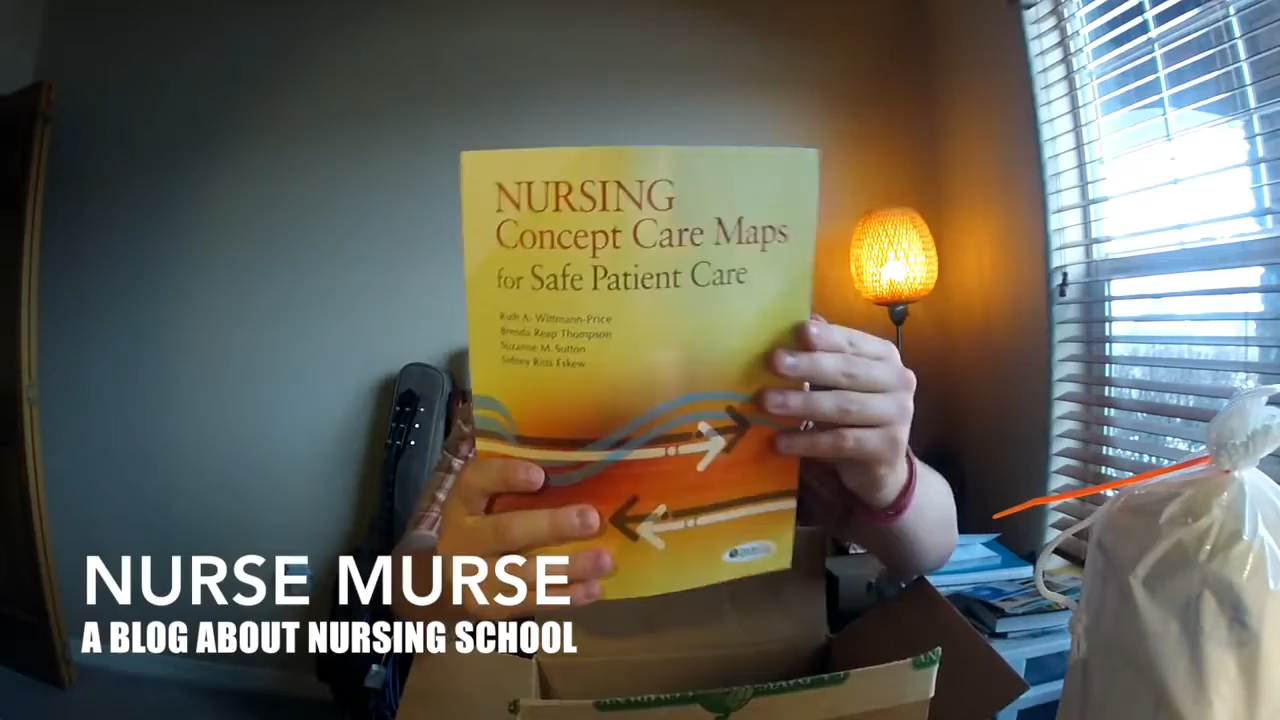 NURSING
Concept Care Maps
for Safe Patient Care
Ruth A. Wittmann-Price
Brenda Reap Thompson
Suzanne M. Sutton
Sidney Ritts Eskew
NURSE MURSE
A BLOG ABOUT NURSING SCHOOL